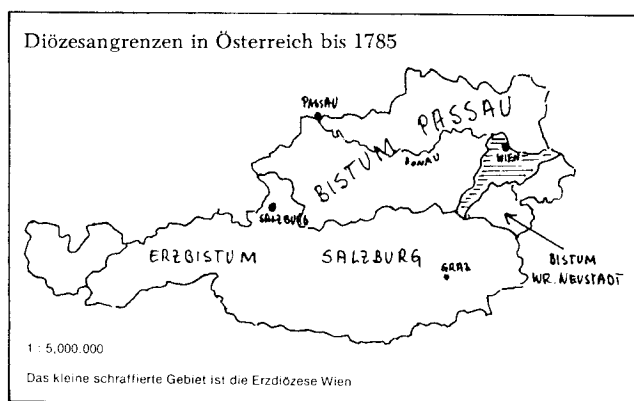 Diözesangrenzen in Österreich bis 1785
PASSAU
BISTUM PASSAU
DONAU
WIEN
SALZBURG
ERZBISTUM SALZBURG
GRAZ
BISTUM
WR. NEUSTADT
1 : 5,000.000
Das kleine schraffierte Gebiet ist die Erzdiözese Wien